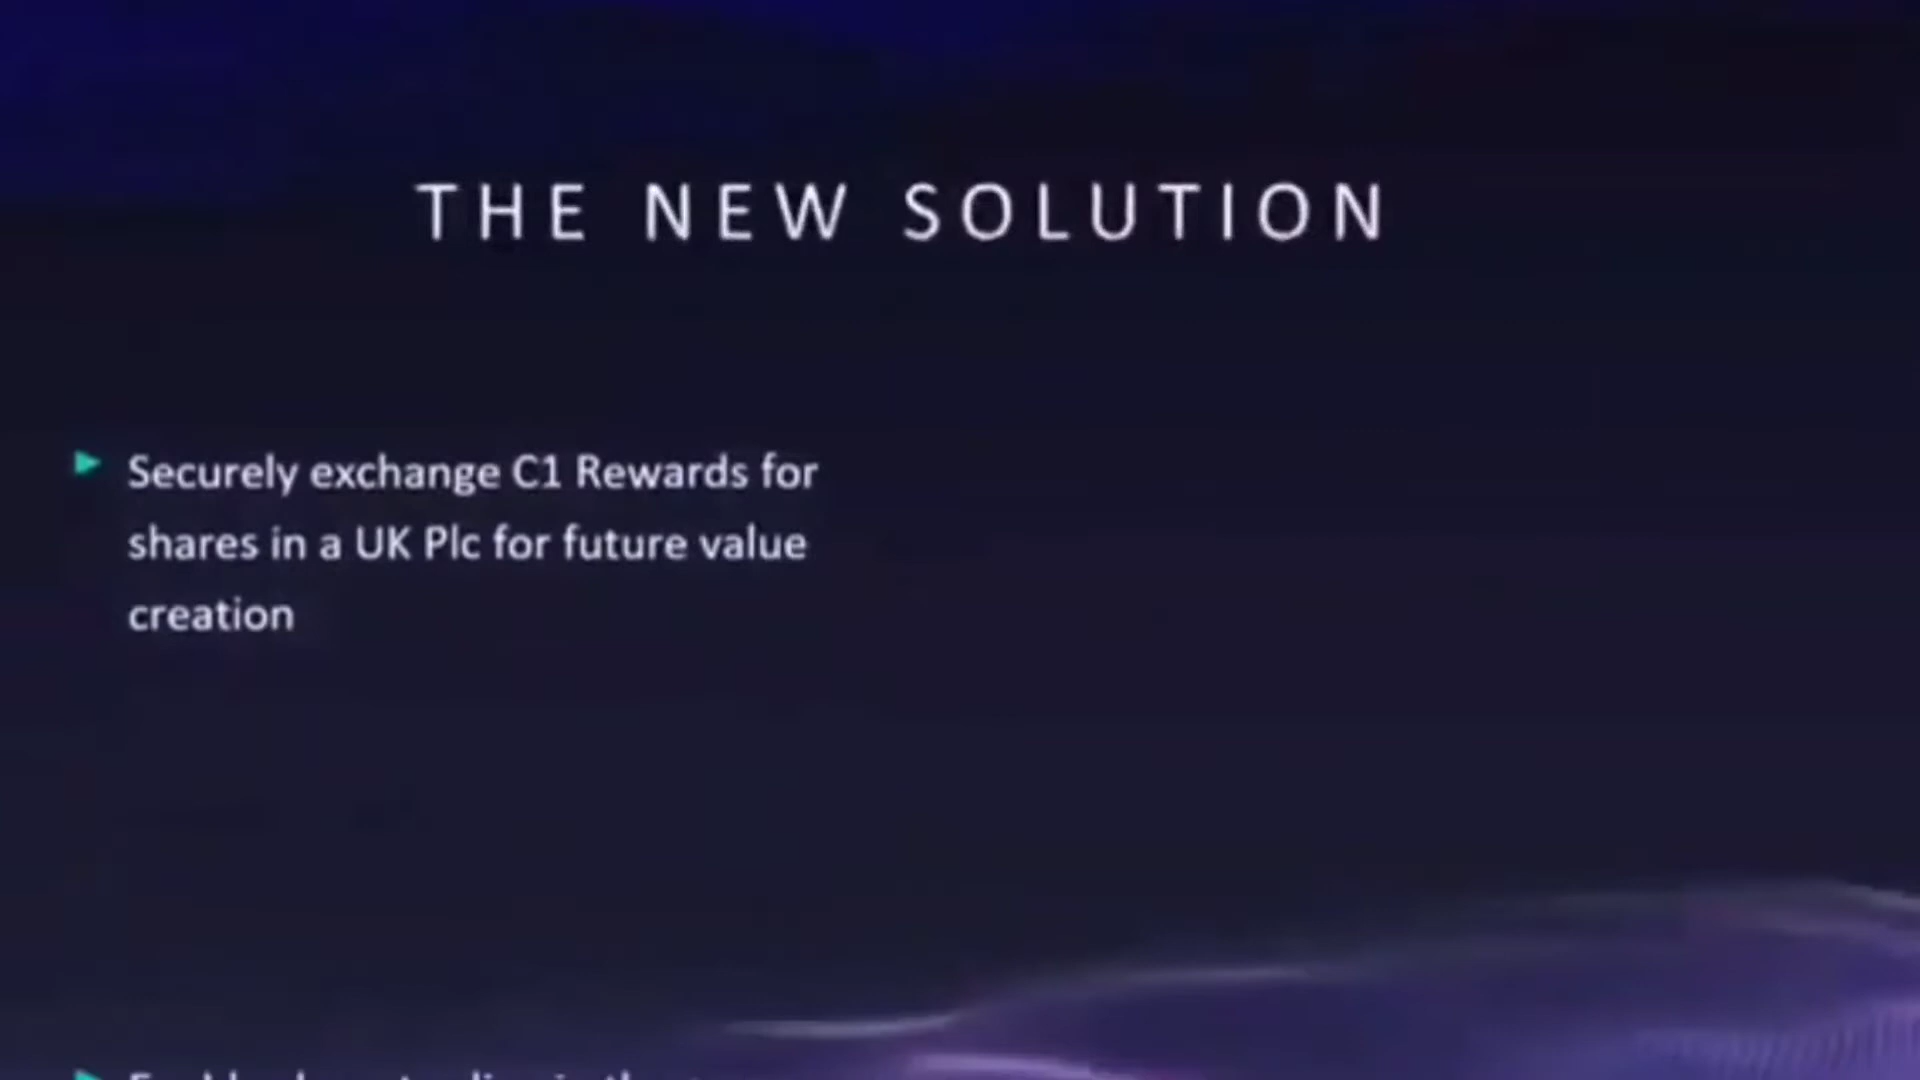 THE NEW SOLUTION
Securely exchange C1 Rewards for
shares in a UK Plc for future value
creation